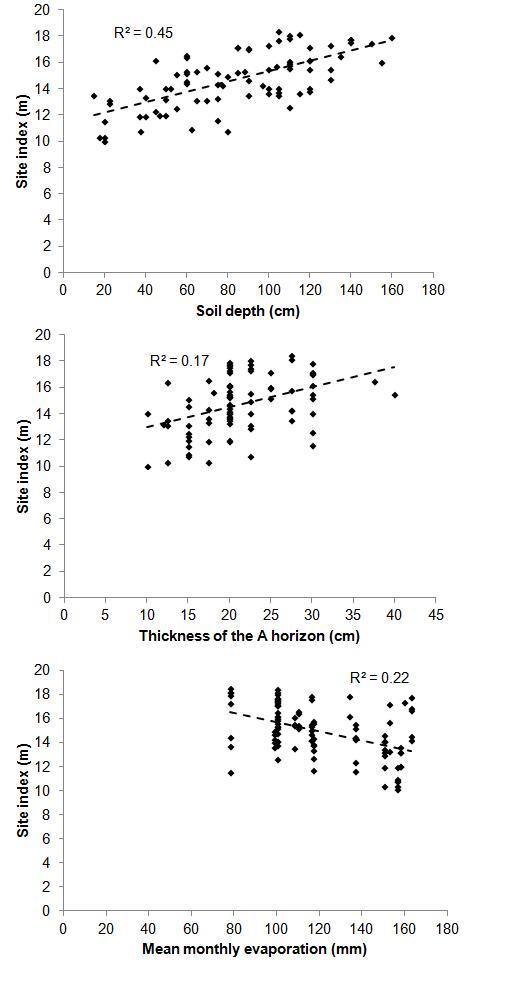 20
18
R² = 0.45
16
14
12
10
8
6
4
2
0
Site index (m)
0 20 40 60 80 100 120 140 160 180
Soil depth (cm)
20
18
R² = 0.17
16
14
12
10
8
6
4
2
0
Site index (m)
0 5 10 15 20 25 30 35 40 45
Thickness of the A horizon (cm)
20
R² = 0.22
18
16
14
12
10
8
6
4
2
0
Site index (m)
0 20 40 60 80 100 120 140 160 180
Mean monthly evaporation (mm)